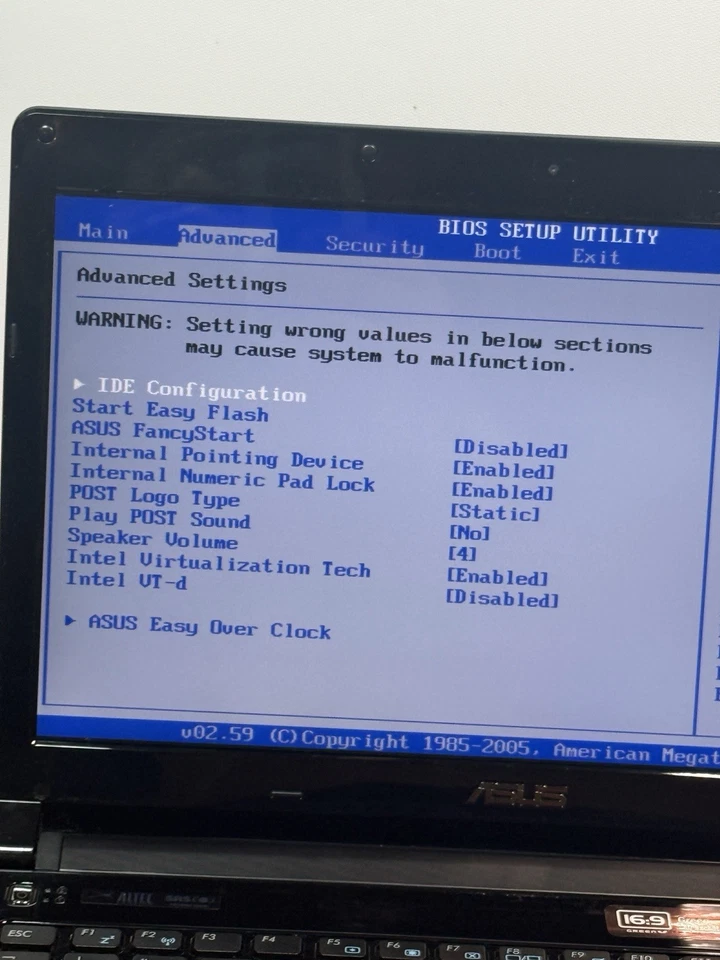 BIOS SETUP UTILITY
Main Advanced Security Boot Exit
Advanced Settings
WARNING: Setting wrong values in below sections
may cause system to malfunction.
IDE Configuration
Start Easy Flash
ASUS FancyStart [Disabled]
Internal Pointing Device [Enabled]
Internal Numeric Pad Lock [Enabled]
POST Logo Type [Static]
Play POST Sound [No]
Speaker Volume [4]
Intel Virtualization Tech [Enabled]
Intel VT-d [Disabled]
ASUS Easy Over Clock
v02.59 (C)Copyright 1985-2005, American Megat
ASUS
ALTEC
16:9
GREEN
ESC F1 Zz F2 F3 F4 F5 F6 F7 F8 F9 F10